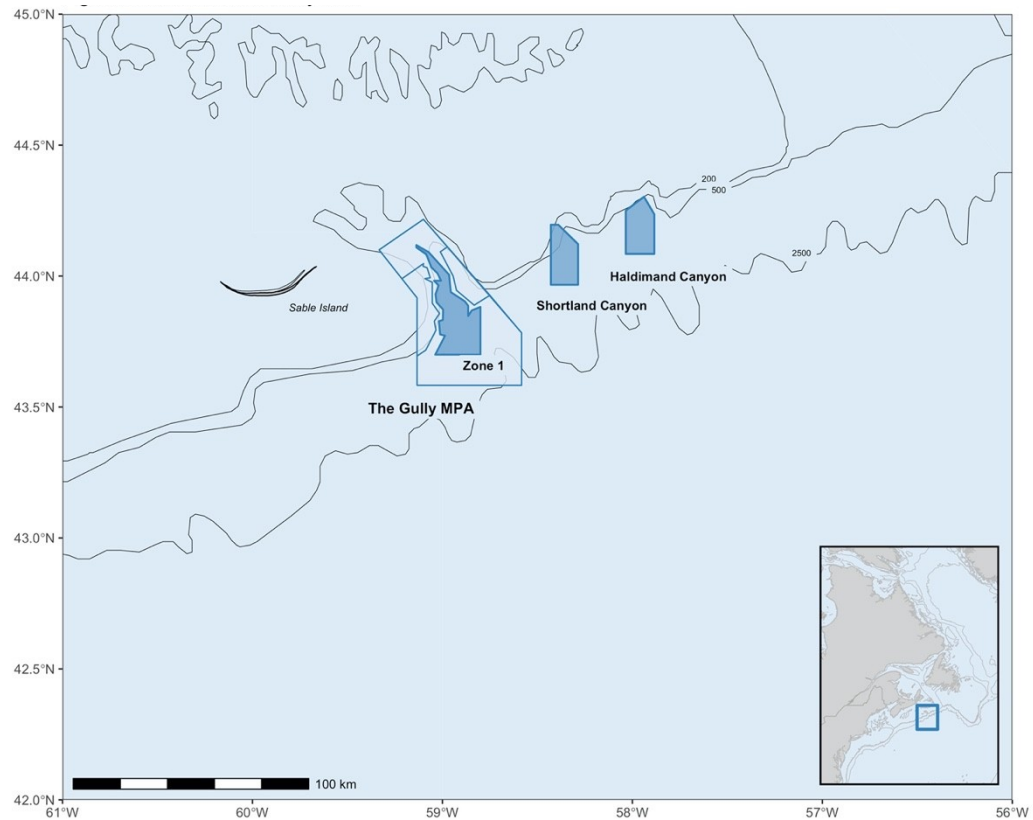 45.0°N
44.5°N
200
500
2500
44.0°N
Haldimand Canyon
Sable Island
Shortland Canyon
Zone 1
43.5°N
The Gully MPA
43.0°N
42.5°N
100 km
42.0°N
61°W
60°W
59°W
58°W
57°W
56°W